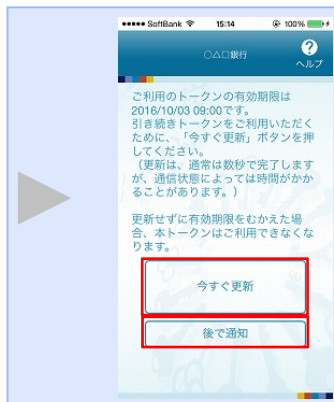 SoftBank 15:14 100%
○△□銀行
?
ヘルプ
ご利用のトークンの有効期限は
2016/10/03 09:00です。
引き続きトークンをご利用いただく
ために、「今すぐ更新」ボタンを押
してください。
（更新は、通常は数秒で完了します
が、通信状態によっては時間がかか
ることがあります。）
更新せずに有効期限をむかえた場
合、本トークンはご利用できなくな
ります。
今すぐ更新
後で通知